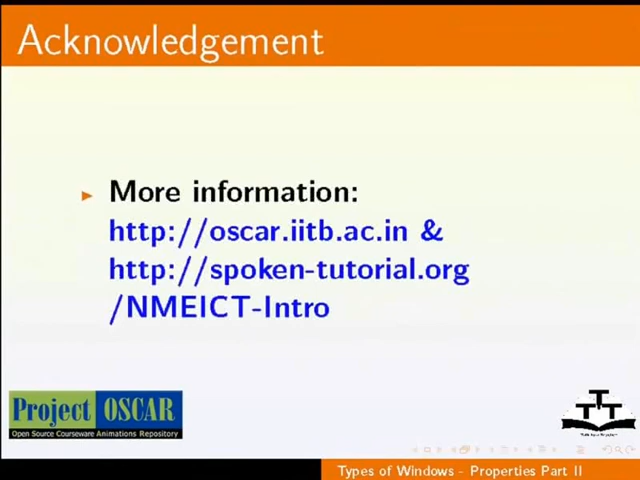 Acknowledgement
More information:
http://oscar.iitb.ac.in &
http://spoken-tutorial.org
/NMEICT-Intro
Project OSCAR
Open Source Courseware Animations Repository
TTT
Types of Windows - Properties Part II